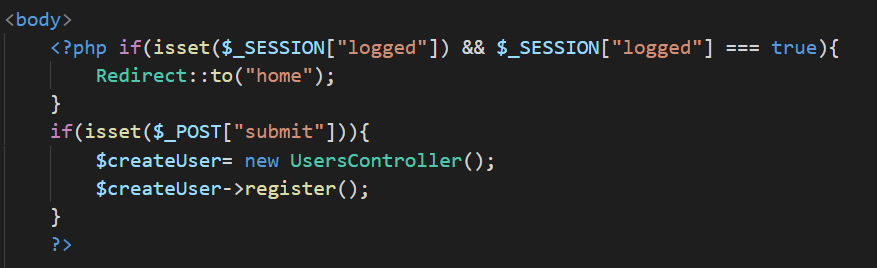 <body>
<?php if(isset($_SESSION["logged"]) && $_SESSION["logged"] === true){
Redirect::to("home");
}
if(isset($_POST["submit"])){
$createUser= new UsersController();
$createUser->register();
}
?>